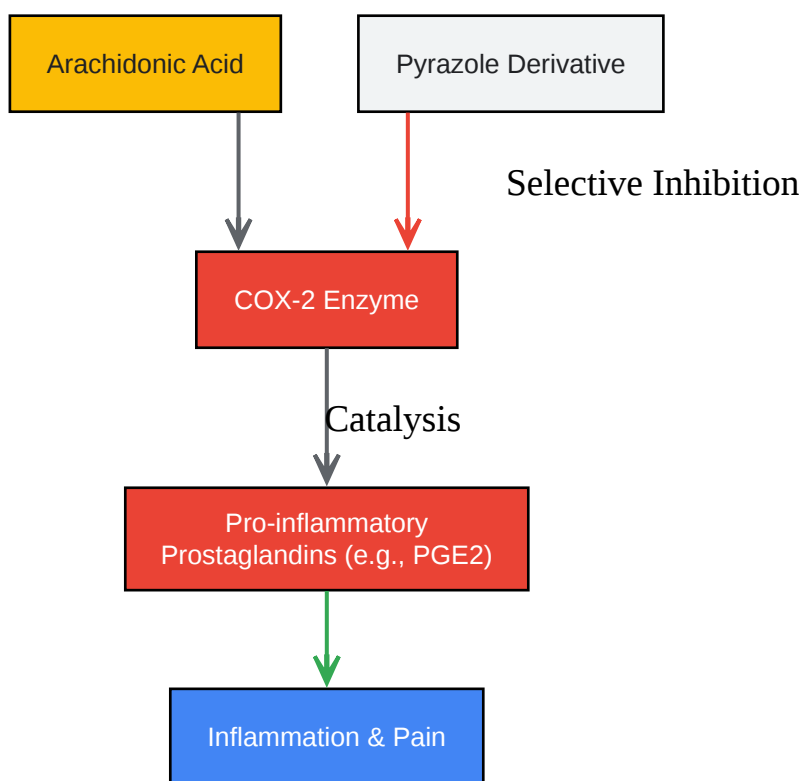 Arachidonic Acid
Pyrazole Derivative
Selective Inhibition
COX-2 Enzyme
Catalysis
Pro-inflammatory
Prostaglandins (e.g., PGE2)
Inflammation & Pain